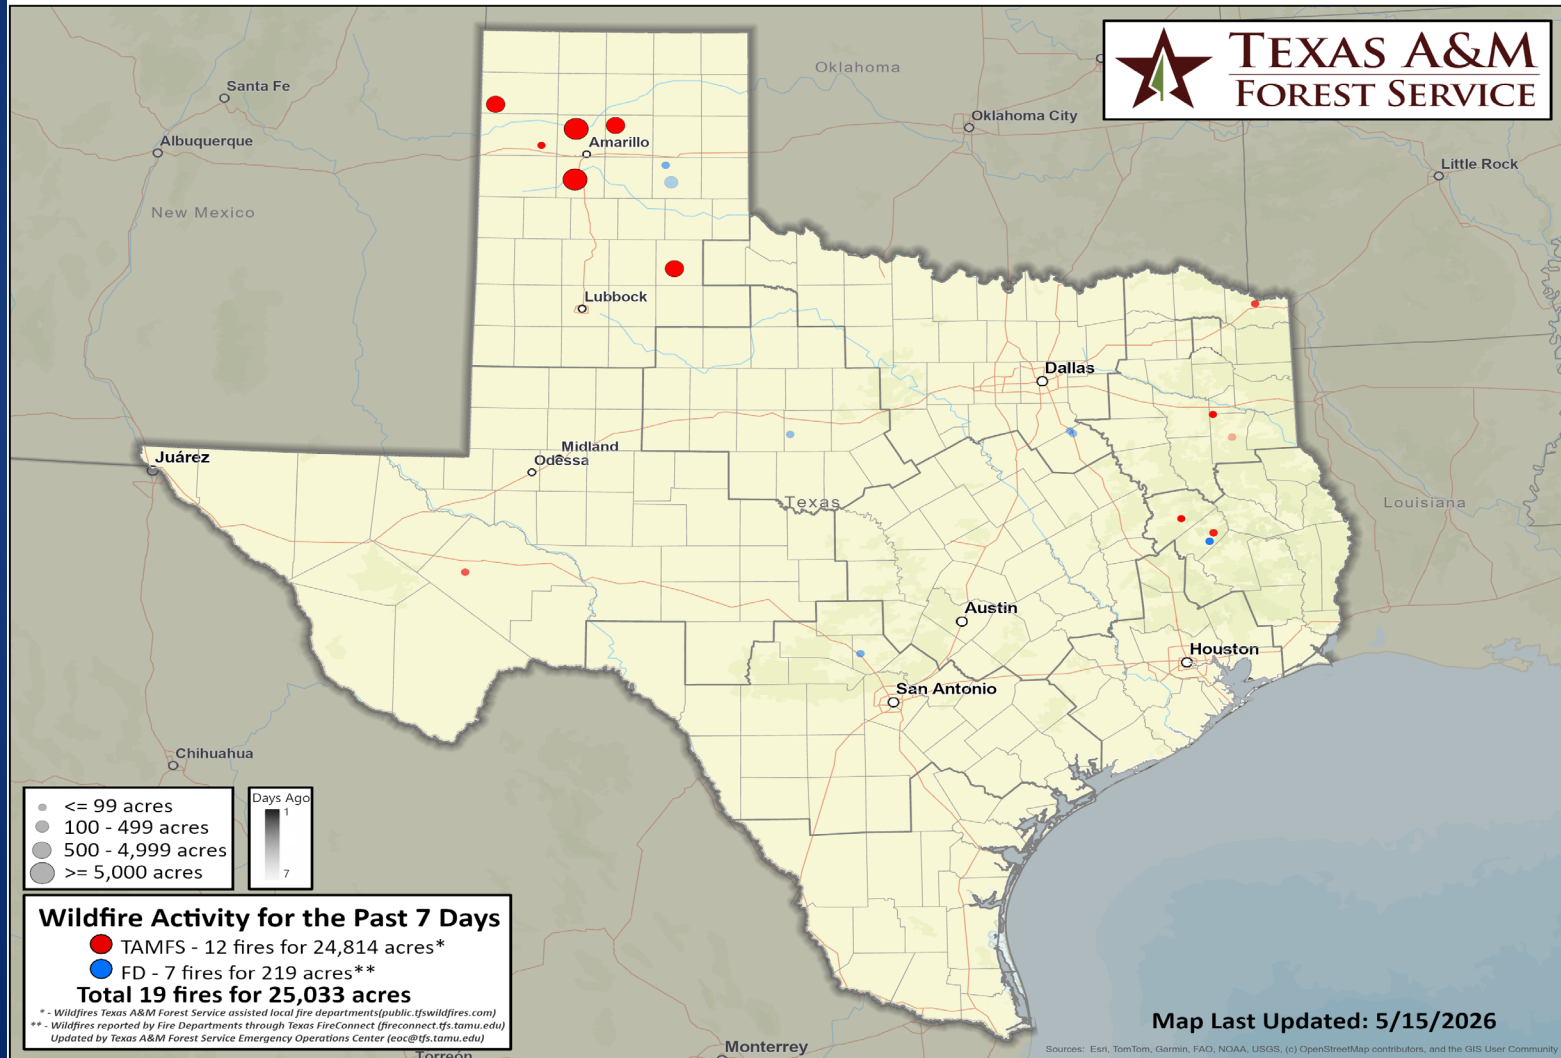 TEXAS A&M
FOREST SERVICE
Oklahoma
Santa Fe
Oklahoma City
Albuquerque
Amarillo
Little Rock
New Mexico
Lubbock
Dallas
Midland
Odessa
Juárez
Texas
Louisiana
Austin
Houston
San Antonio
Chihuahua
<= 99 acres
100 - 499 acres
500 - 4,999 acres
>= 5,000 acres
Days Ago
1
7
Wildfire Activity for the Past 7 Days
TAMFS - 12 fires for 24,814 acres*
FD - 7 fires for 219 acres**
Total 19 fires for 25,033 acres
* - Wildfires Texas A&M Forest Service assisted local fire departments(public.tfswildfires.com)
** - Wildfires reported by Fire Departments through Texas FireConnect (fireconnect.tfs.tamu.edu)
Updated by Texas A&M Forest Service Emergency Operations Center (eoc@tfs.tamu.edu)
Map Last Updated: 5/15/2026
Monterrey
Torreón
Sources: Esri, TomTom, Garmin, FAO, NOAA, USGS, (c) OpenStreetMap contributors, and the GIS User Community